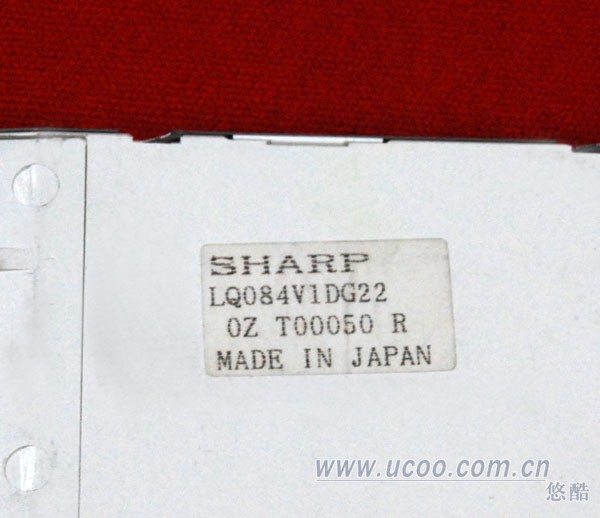 SHARP
LQ084V1DG22
0Z T00050 R
MADE IN JAPAN
www.ucoo.com.cn
悠酷